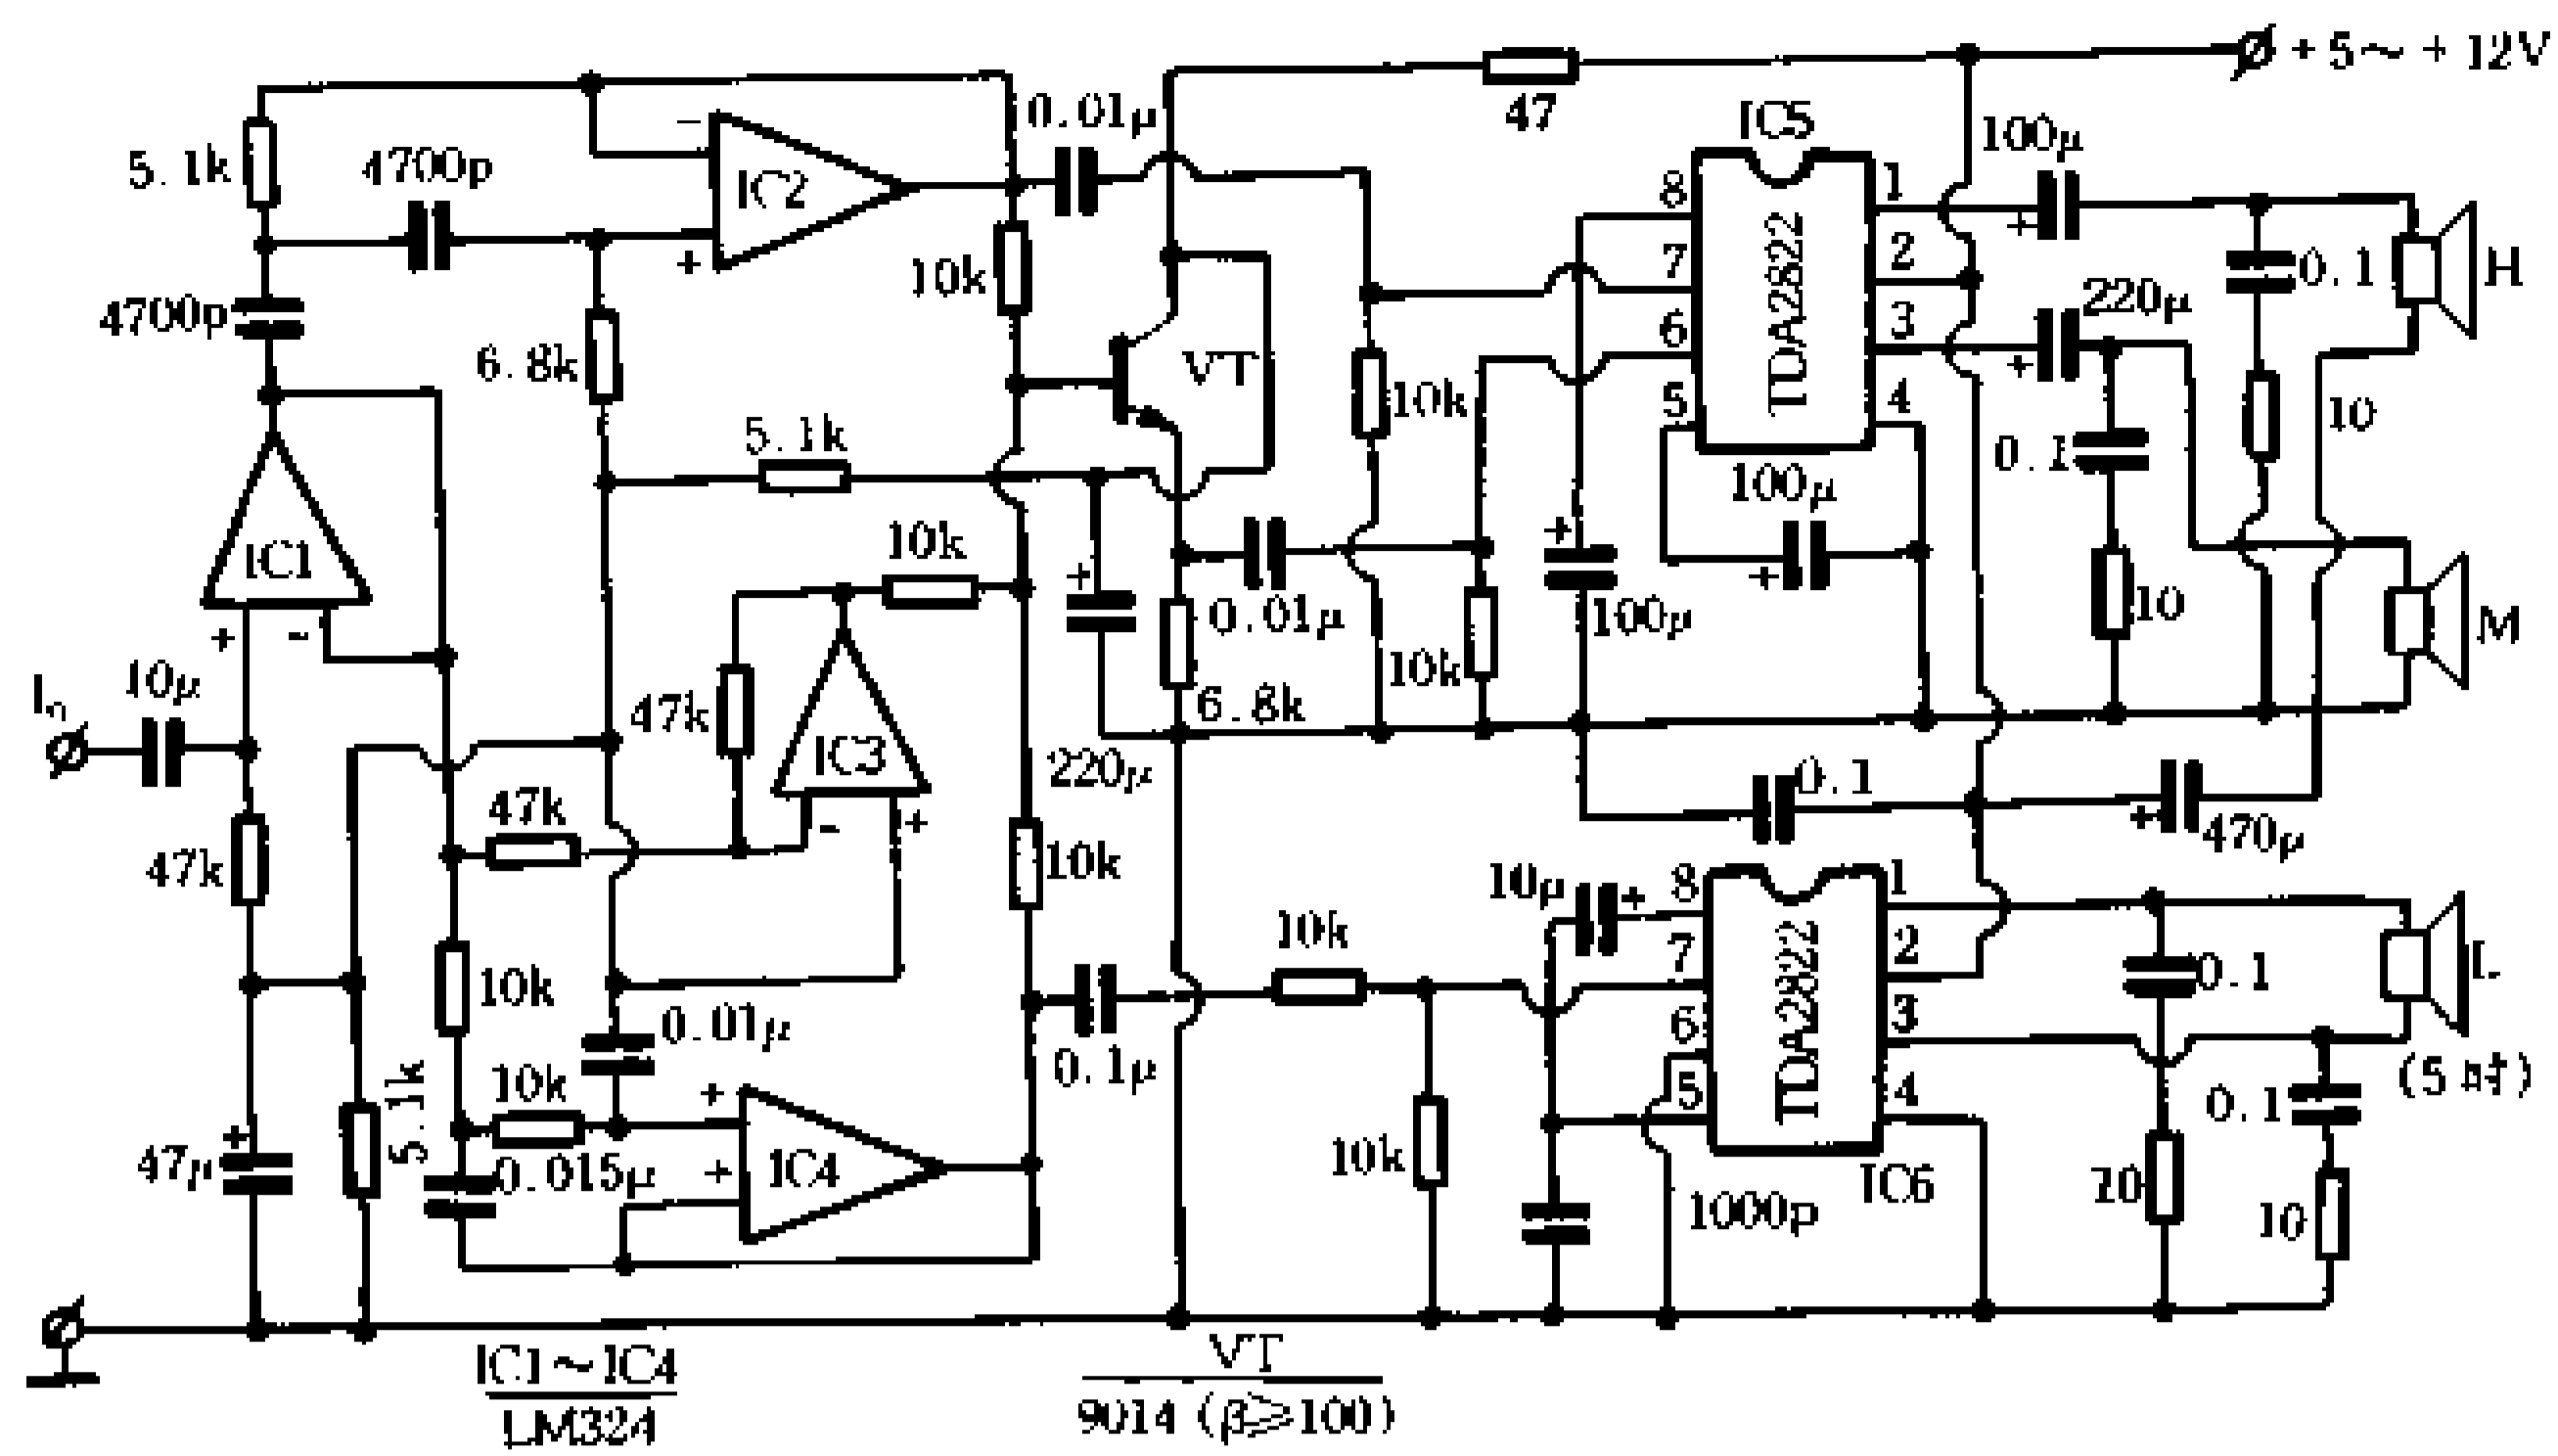 +5～+12V
47
0.01μ
IC5
100μ
5.1k
4700p
-
IC2
+
10k
8
7
6
5
TDA2822
1
2
3
4
+
0.1
H
4700p
6.8k
VT
10k
220μ
+
10
5.1k
0.1
100μ
IC1
10k
+
+
+
+
-
0.01μ
100μ
10
M
In
10μ
47k
6.8k
10k
IC3
220μ
0.1
47k
-
+
10k
+
470μ
47k
10μ
+
8
7
6
5
TDA2822
1
2
3
4
10k
10k
0.01μ
0.1μ
0.1
L
(5吋)
5.1k
10k
+
0.1
+
47μ
0.015μ
+
IC4
10k
1000p
IC6
10
10
IC1～IC4
LM324
VT
9014(β≥100)